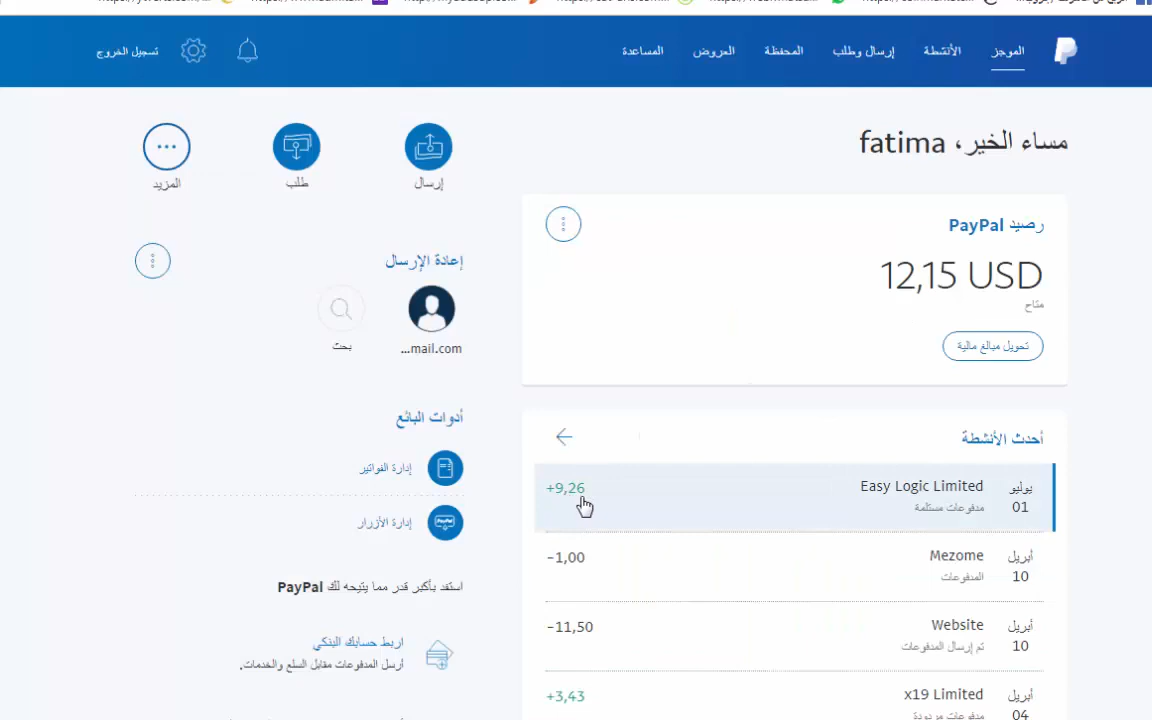 الموجز
الأنشطة
إرسال وطلب
المحفظة
العروض
المساعدة
تسجيل الخروج
مساء الخير، fatima
إرسال
طلب
المزيد
رصيد PayPal
12,15 USD
متاح
تحويل مبالغ مالية
إعادة الإرسال
...mail.com
بحث
أحدث الأنشطة
يوليو
01
Easy Logic Limited
مدفوعات مستلمة
+9,26
أبريل
10
Mezome
المدفوعات
-1,00
أبريل
10
Website
تم إرسال المدفوعات
-11,50
أبريل
04
x19 Limited
مدفوعات مردودة
+3,43
أدوات البائع
إدارة الفواتير
إدارة الأزرار
استفد بأكبر قدر مما يتيحه لك PayPal
اربط حسابك البنكي
أرسل المدفوعات مقابل السلع والخدمات.